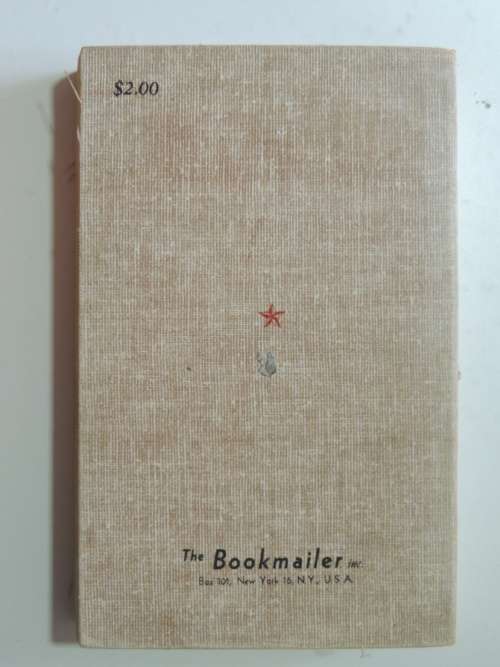 $2.00
The Bookmailer inc.
Box 101, New York 16, N.Y., U.S.A.